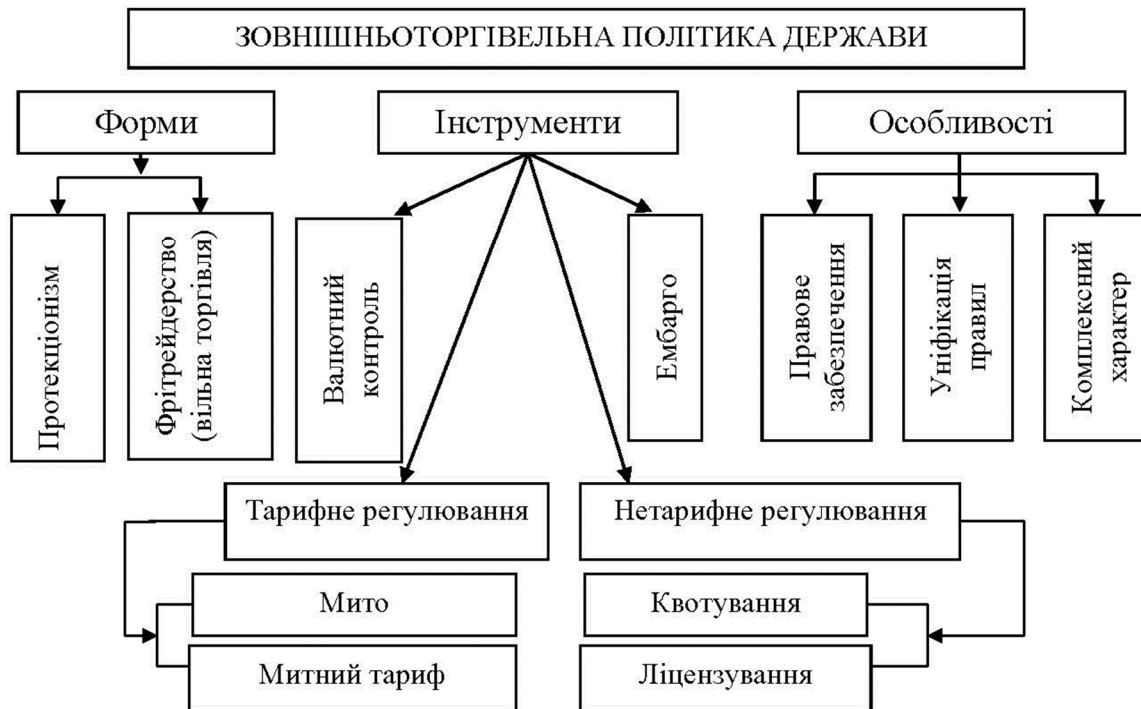 ЗОВНІШНЬОТОРГІВЕЛЬНА ПОЛІТИКА ДЕРЖАВИ
Форми
Інструменти
Особливості
Протекціонізм
Фрітрейдерство
(вільна торгівля)
Валютний
контроль
Ембарго
Правове
забезпечення
Уніфікація
правил
Комплексний
характер
Тарифне регулювання
Нетарифне регулювання
Мито
Квотування
Митний тариф
Ліцензування